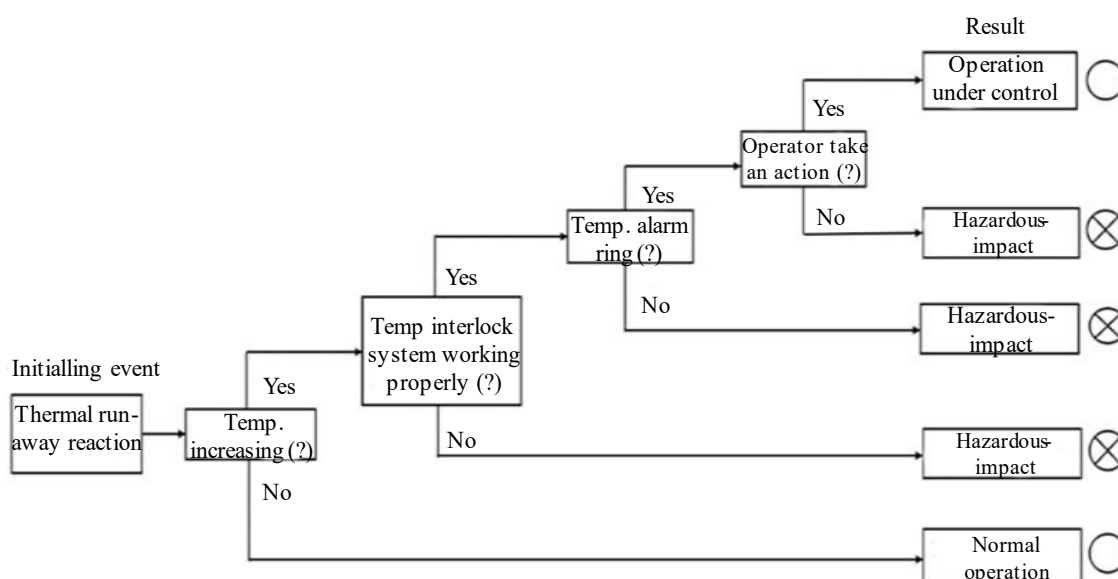 Result
Operation
under control
Yes
Operator take
an action (?)
Yes
No
Temp. alarm
ring (?)
Hazardous-
impact
Yes
No
Temp interlock
system working
properly (?)
Hazardous-
impact
Initialling event
Yes
Thermal run-
away reaction
Temp.
increasing (?)
No
Hazardous-
impact
No
Normal
operation